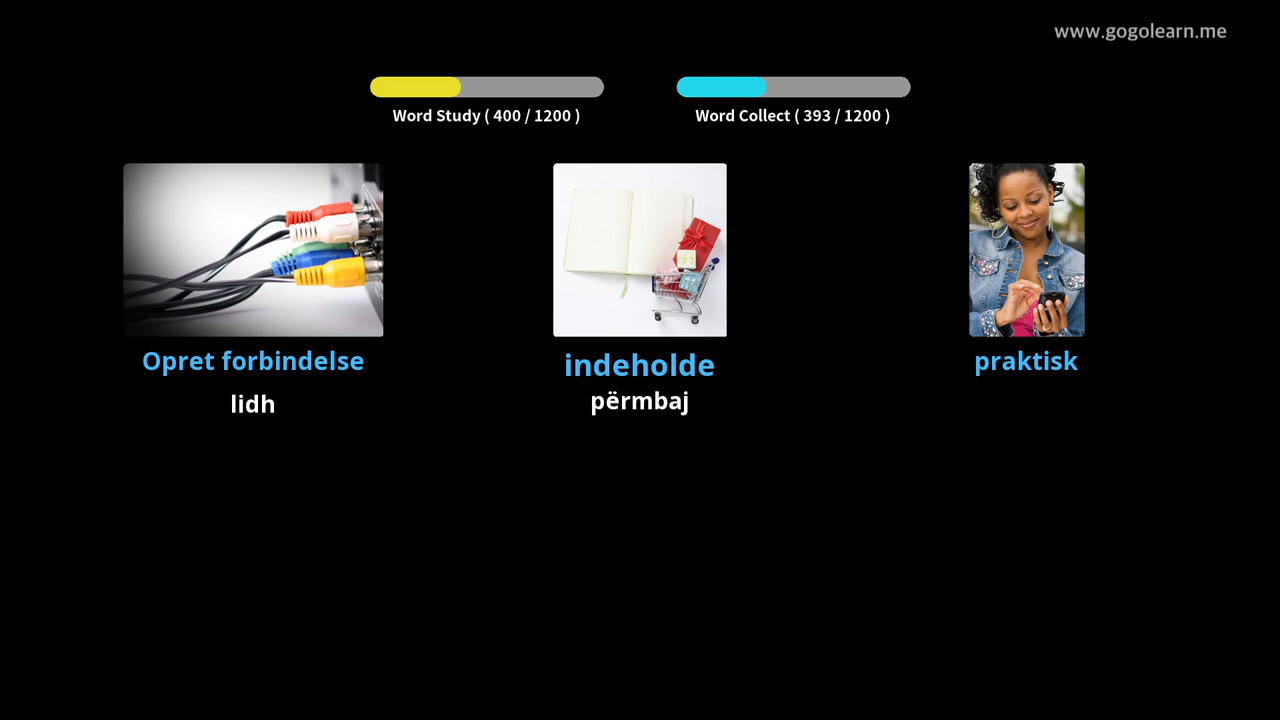 www.gogolearn.me
Word Study ( 400 / 1200 )
Word Collect ( 393 / 1200 )
Opret forbindelse
lidh
indeholde
përmbaj
praktisk